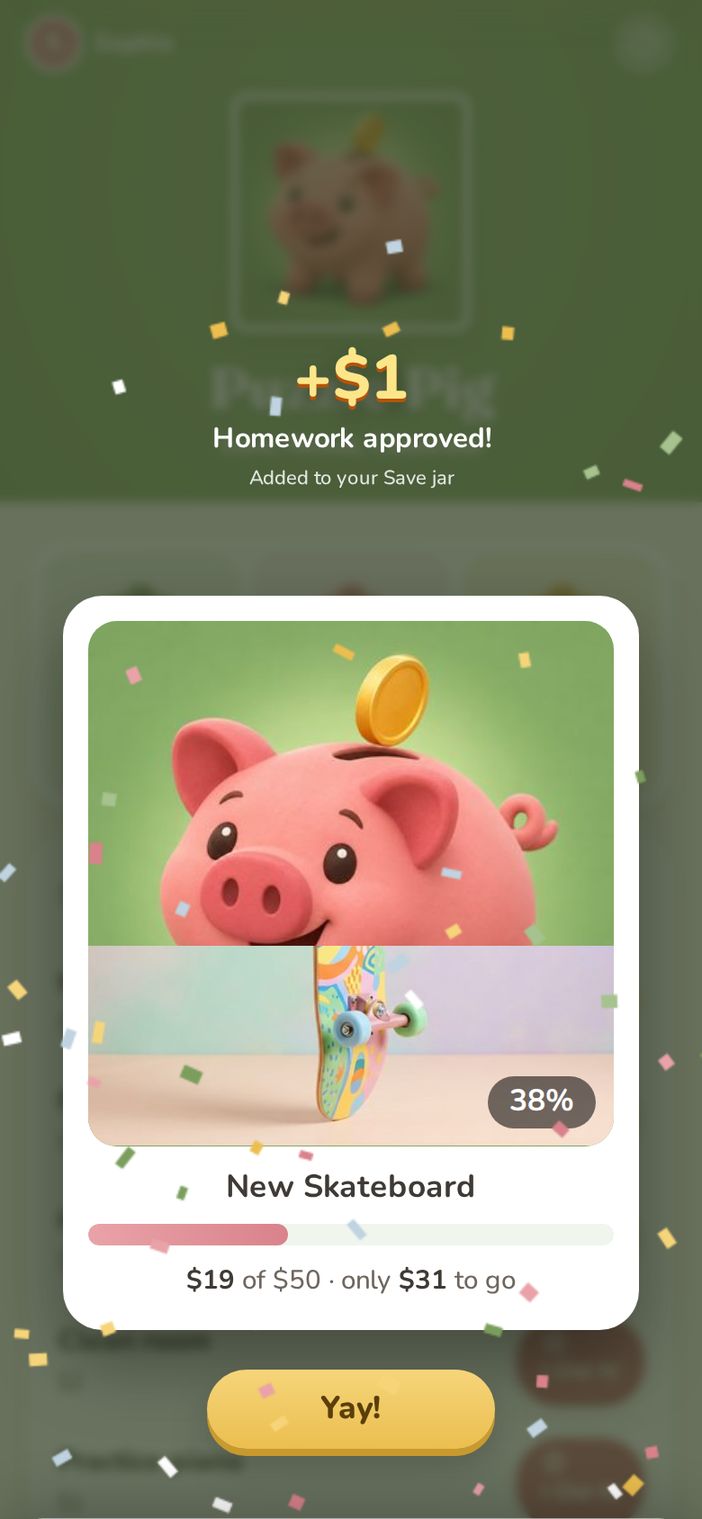 +$1
Homework approved!
Added to your Save jar
38%
New Skateboard
$19 of $50 · only $31 to go
Yay!